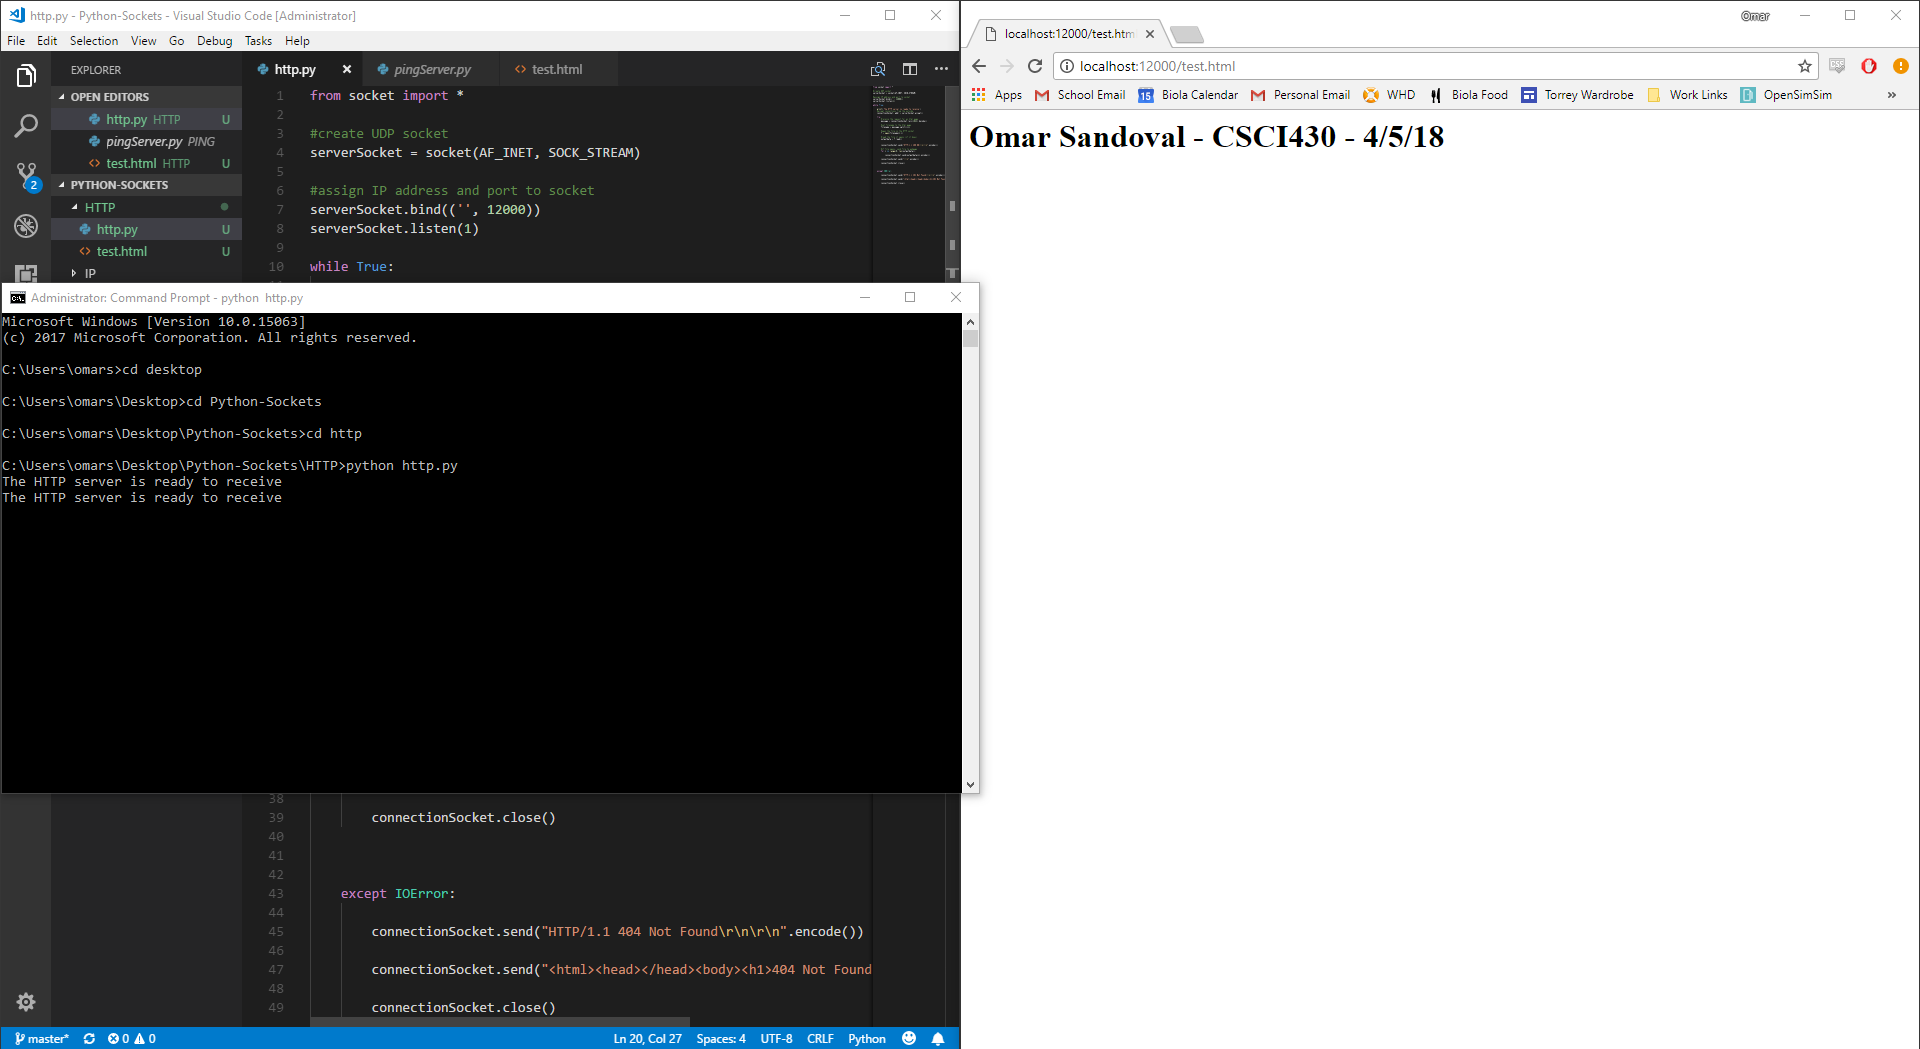 http.py - Python-Sockets - Visual Studio Code [Administrator]
File Edit Selection View Go Debug Tasks Help
EXPLORER
OPEN EDITORS
http.py HTTP U
pingServer.py PING
test.html HTTP U
PYTHON-SOCKETS
HTTP
http.py U
test.html U
IP
2
http.py pingServer.py test.html
1 from socket import *
2
3 #create UDP socket
4 serverSocket = socket(AF_INET, SOCK_STREAM)
5
6 #assign IP address and port to socket
7 serverSocket.bind(('', 12000))
8 serverSocket.listen(1)
9
10 while True:
Administrator: Command Prompt - python  http.py
C:\.
Microsoft Windows [Version 10.0.15063]
(c) 2017 Microsoft Corporation. All rights reserved.
C:\Users\omars>cd desktop
C:\Users\omars\Desktop>cd Python-Sockets
C:\Users\omars\Desktop\Python-Sockets>cd http
C:\Users\omars\Desktop\Python-Sockets\HTTP>python http.py
The HTTP server is ready to receive
The HTTP server is ready to receive
38
39 connectionSocket.close()
40
41
42
43 except IOError:
44
45 connectionSocket.send("HTTP/1.1 404 Not Found\r\n\r\n".encode())
46
47 connectionSocket.send("<html><head></head><body><h1>404 Not Found
48
49 connectionSocket.close()
master* 0 0 Ln 20, Col 27 Spaces: 4 UTF-8 CRLF Python
Omar
localhost:12000/test.htm
localhost:12000/test.html
Apps School Email 15 Biola Calendar Personal Email WHD Biola Food Torrey Wardrobe Work Links OpenSimSim »
Omar Sandoval - CSCI430 - 4/5/18